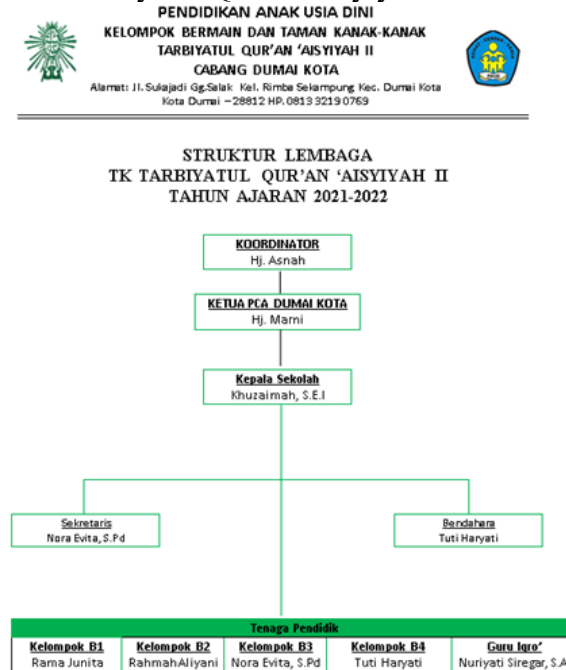 PENDIDIKAN ANAK USIA DINI
KELOMPOK BERMAIN DAN TAMAN KANAK-KANAK
TARBIYATUL QUR'AN 'AISYIYAH II
CABANG DUMAI KOTA
Alamat: Jl. Sukajadi Gg.Salak Kel. Rimba Sekampung Kec. Dumai Kota
Kota Dumai – 28812 HP. 0813 3219 0769
STRUKTUR LEMBAGA
TK TARBIYATUL QUR'AN 'AISYIYAH II
TAHUN AJARAN 2021-2022
KOORDINATOR
Hj. Asnah
KETUA PCA DUMAI KOTA
Hj. Marni
Kepala Sekolah
Khuzaimah, S.E.I
Sekretaris
Nora Evita, S.Pd
Bendahara
Tuti Haryati
Tenaga Pendidik
Kelompok B1
Rama Junita
Kelompok B2
Rahmah Aliyani
Kelompok B3
Nora Evita, S.Pd
Kelompok B4
Tuti Haryati
Guru Iqro'
Nuriyati Siregar, S.A